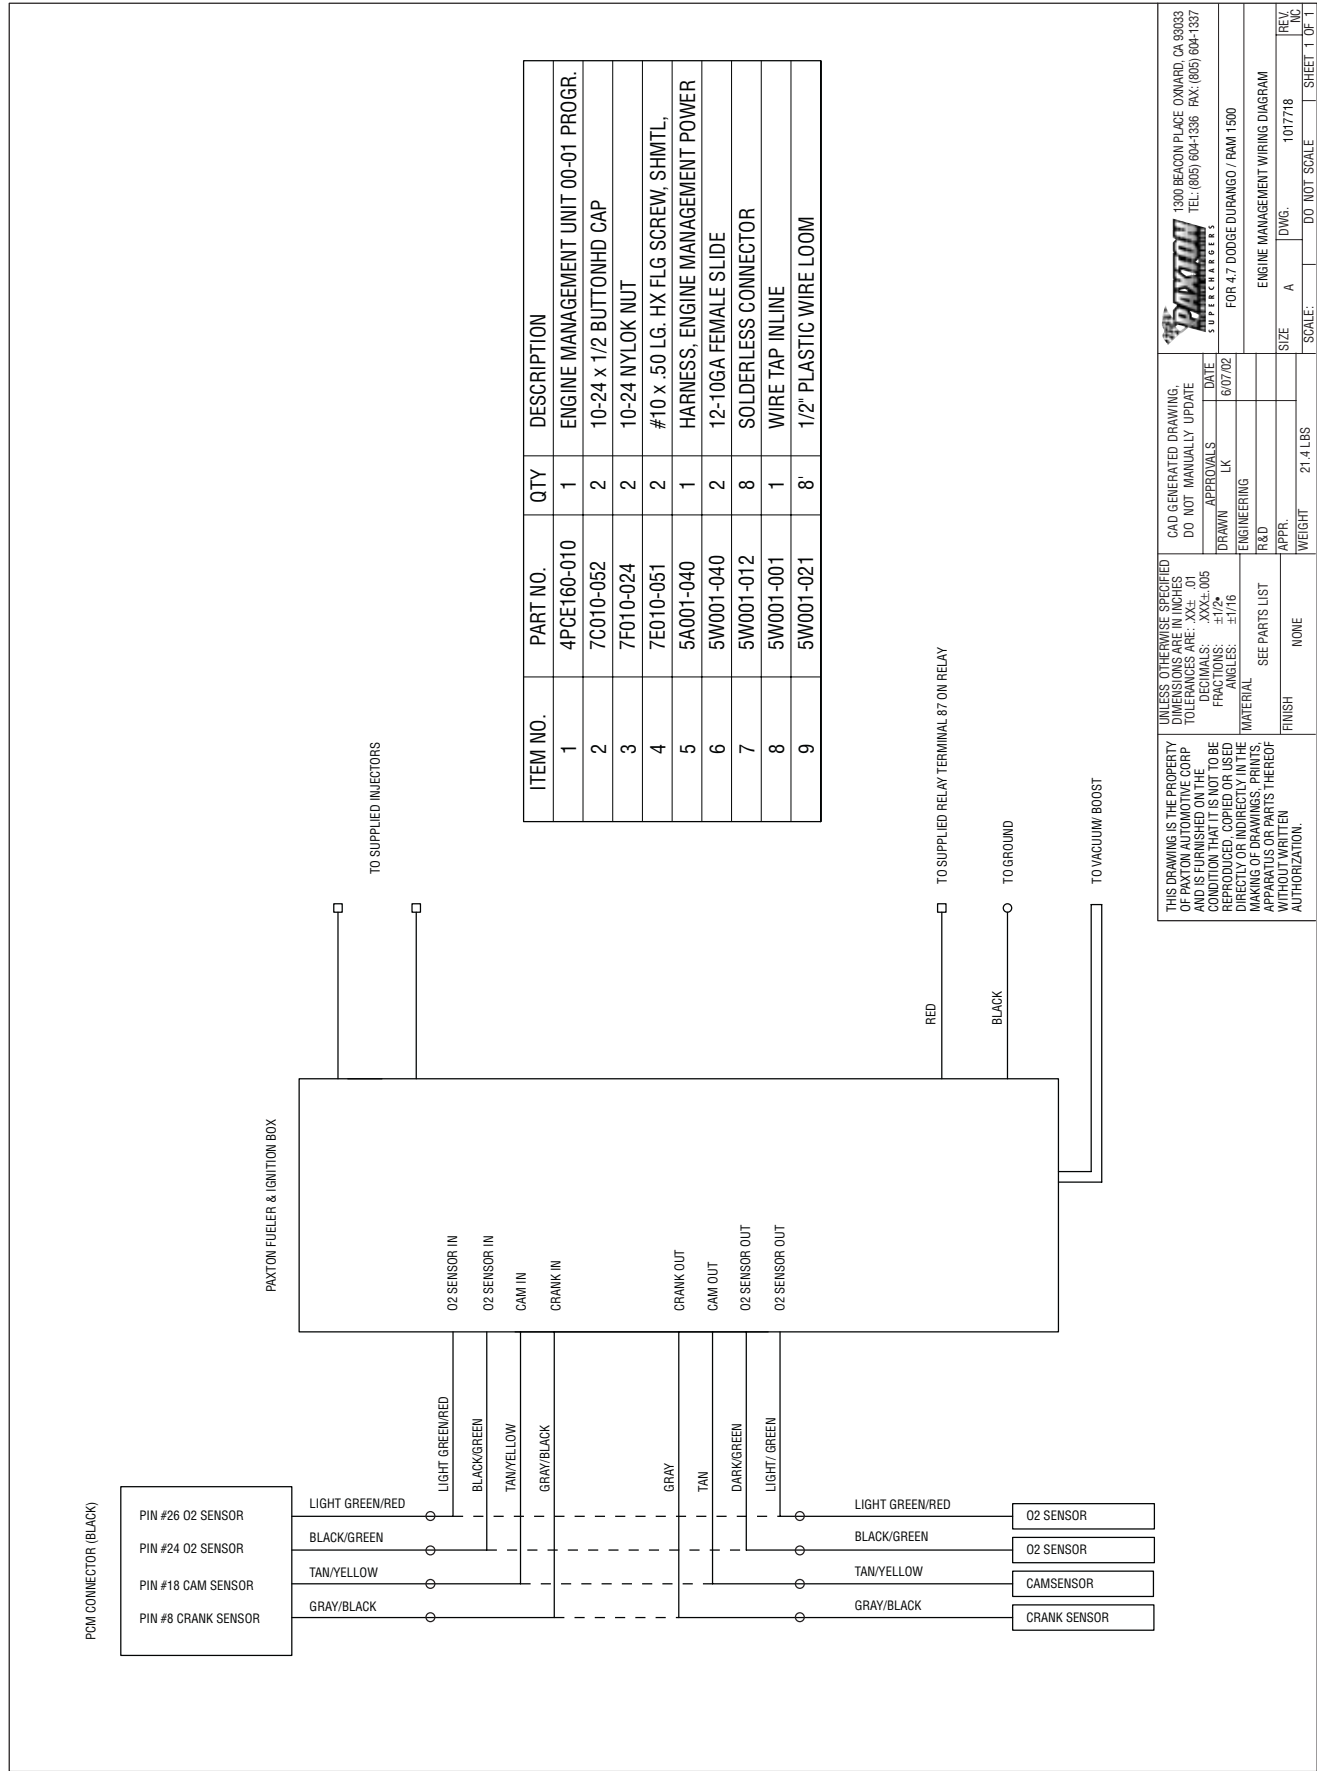 PCM CONNECTOR (BLACK)
PIN #26 O2 SENSOR
PIN #24 O2 SENSOR
PIN #18 CAM SENSOR
PIN #8 CRANK SENSOR
LIGHT GREEN/RED
BLACK/GREEN
TAN/YELLOW
GRAY/BLACK
LIGHT GREEN/RED
BLACK/GREEN
TAN/YELLOW
GRAY/BLACK
GRAY
TAN
DARK/GREEN
LIGHT/ GREEN
LIGHT GREEN/RED
BLACK/GREEN
TAN/YELLOW
GRAY/BLACK
O2 SENSOR
O2 SENSOR
CAMSENSOR
CRANK SENSOR
PAXTON FUELER & IGNITION BOX
O2 SENSOR IN
O2 SENSOR IN
CAM IN
CRANK IN
CRANK OUT
CAM OUT
O2 SENSOR OUT
O2 SENSOR OUT
RED
BLACK
TO SUPPLIED INJECTORS
TO SUPPLIED RELAY TERMINAL 87 ON RELAY
TO GROUND
TO VACUUM/ BOOST
ITEM NO. PART NO. QTY DESCRIPTION
1 4PCE160-010 1 ENGINE MANAGEMENT UNIT 00-01 PROGR.
2 7C010-052 2 10-24 x 1/2 BUTTONHD CAP
3 7F010-024 2 10-24 NYLOK NUT
4 7E010-051 2 #10 x .50 LG. HX FLG SCREW, SHMTL,
5 5A001-040 1 HARNESS, ENGINE MANAGEMENT POWER
6 5W001-040 2 12-10GA FEMALE SLIDE
7 5W001-012 8 SOLDERLESS CONNECTOR
8 5W001-001 1 WIRE TAP INLINE
9 5W001-021 8' 1/2" PLASTIC WIRE LOOM
THIS DRAWING IS THE PROPERTY
OF PAXTON AUTOMOTIVE CORP
AND IS FURNISHED ON THE
CONDITION THAT IT IS NOT TO BE
REPRODUCED, COPIED OR USED
DIRECTLY OR INDIRECTLY IN THE
MAKING OF DRAWINGS, PRINTS,
APPARATUS OR PARTS THEREOF
WITHOUT WRITTEN
AUTHORIZATION.
UNLESS OTHERWISE SPECIFIED
DIMENSIONS ARE IN INCHES
TOLERANCES ARE: .XX± .01
DECIMALS: .XXX±.005
FRACTIONS: ±1/2•
ANGLES: ±1/16
MATERIAL
SEE PARTS LIST
FINISH
NONE
CAD GENERATED DRAWING,
DO NOT MANUALLY UPDATE
APPROVALS DATE
DRAWN LK 6/07/02
ENGINEERING
R&D
APPR.
WEIGHT 21.4 LBS
PAXTON
SUPERCHARGERS
1300 BEACON PLACE OXNARD, CA 93033
TEL: (805) 604-1336 FAX: (805) 604-1337
FOR 4.7 DODGE DURANGO / RAM 1500
ENGINE MANAGEMENT WIRING DIAGRAM
SIZE A DWG. 1017718 REV. NC
SCALE: DO NOT SCALE SHEET 1 OF 1